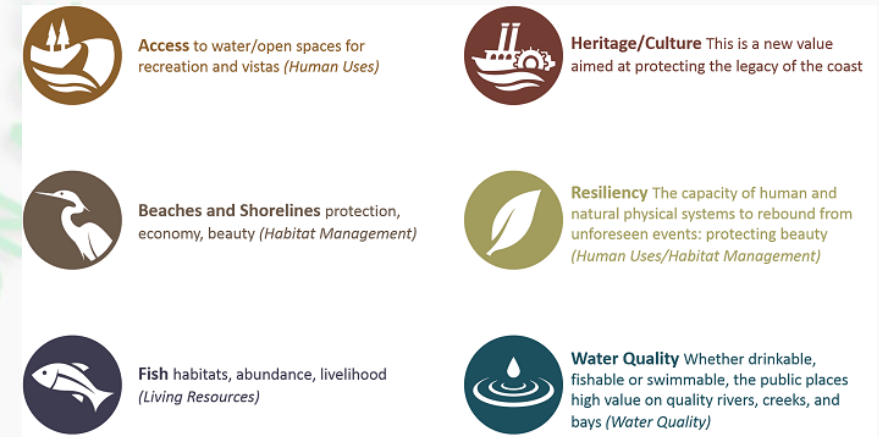 Access to water/open spaces for
recreation and vistas (Human Uses)
Heritage/Culture This is a new value
aimed at protecting the legacy of the coast
Beaches and Shorelines protection,
economy, beauty (Habitat Management)
Resiliency The capacity of human and
natural physical systems to rebound from
unforeseen events: protecting beauty
(Human Uses/Habitat Management)
Fish habitats, abundance, livelihood
(Living Resources)
Water Quality Whether drinkable,
fishable or swimmable, the public places
high value on quality rivers, creeks, and
bays (Water Quality)